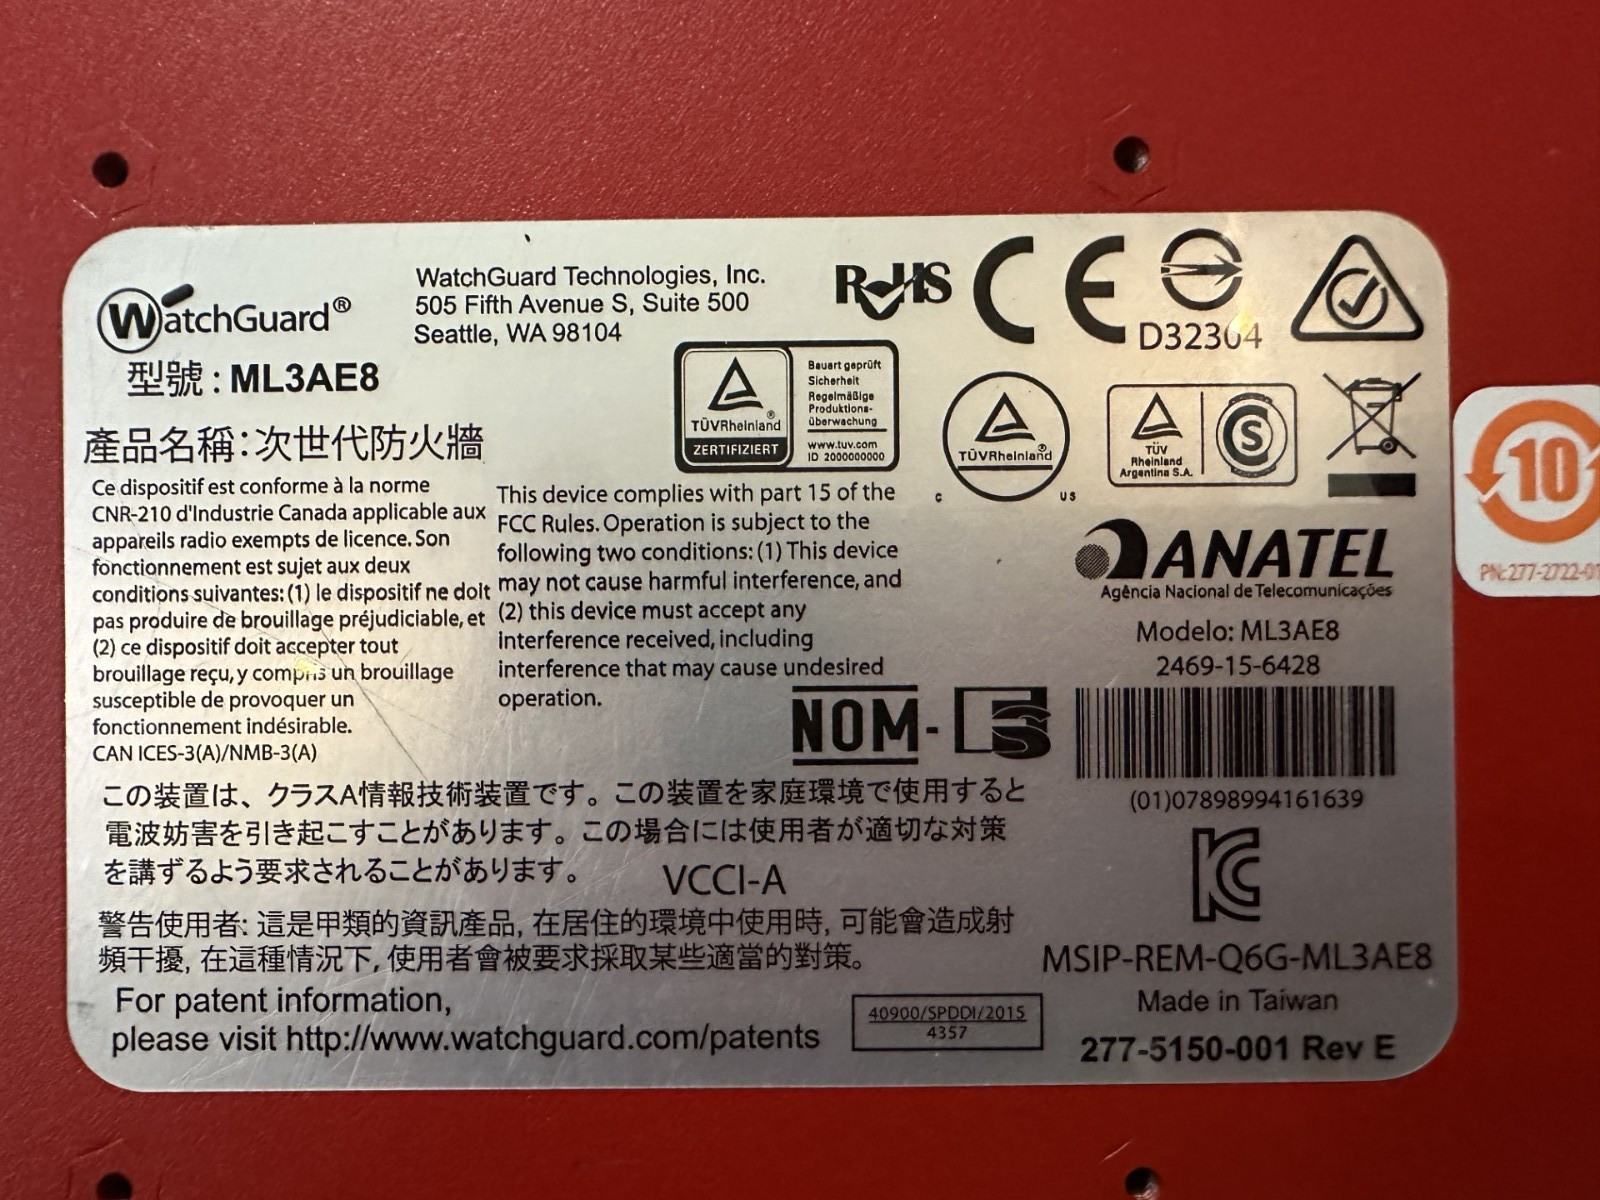 WatchGuard®
WatchGuard Technologies, Inc.
505 Fifth Avenue S, Suite 500
Seattle, WA 98104
RoHS
CE
D32304
型號 : ML3AE8
產品名稱：次世代防火牆
TÜVRheinland®
ZERTIFIZIERT
Bauart geprüft
Sicherheit
Regelmäßige
Produktions-
überwachung
www.tuv.com
ID 2000000000
TÜVRheinland®
C US
TÜV
Rheinland
Argentina S.A.
S
10
PN:277-2722-01
Ce dispositif est conforme à la norme
CNR-210 d'Industrie Canada applicable aux
appareils radio exempts de licence. Son
fonctionnement est sujet aux deux
conditions suivantes: (1) le dispositif ne doit
pas produire de brouillage préjudiciable, et
(2) ce dispositif doit accepter tout
brouillage reçu, y compris un brouillage
susceptible de provoquer un
fonctionnement indésirable.
CAN ICES-3(A)/NMB-3(A)
This device complies with part 15 of the
FCC Rules. Operation is subject to the
following two conditions: (1) This device
may not cause harmful interference, and
(2) this device must accept any
interference received, including
interference that may cause undesired
operation.
ANATEL
Agência Nacional de Telecomunicações
Modelo: ML3AE8
2469-15-6428
(01)07898994161639
NOM-
この装置は、クラスA情報技術装置です。この装置を家庭環境で使用すると
電波妨害を引き起こすことがあります。この場合には使用者が適切な対策
を講ずるよう要求されることがあります。
VCCI-A
警告使用者: 這是甲類的資訊產品, 在居住的環境中使用時, 可能會造成射
頻干擾, 在這種情況下, 使用者會被要求採取某些適當的對策。
For patent information,
please visit http://www.watchguard.com/patents
40900/SPDDI/2015
4357
MSIP-REM-Q6G-ML3AE8
Made in Taiwan
277-5150-001 Rev E